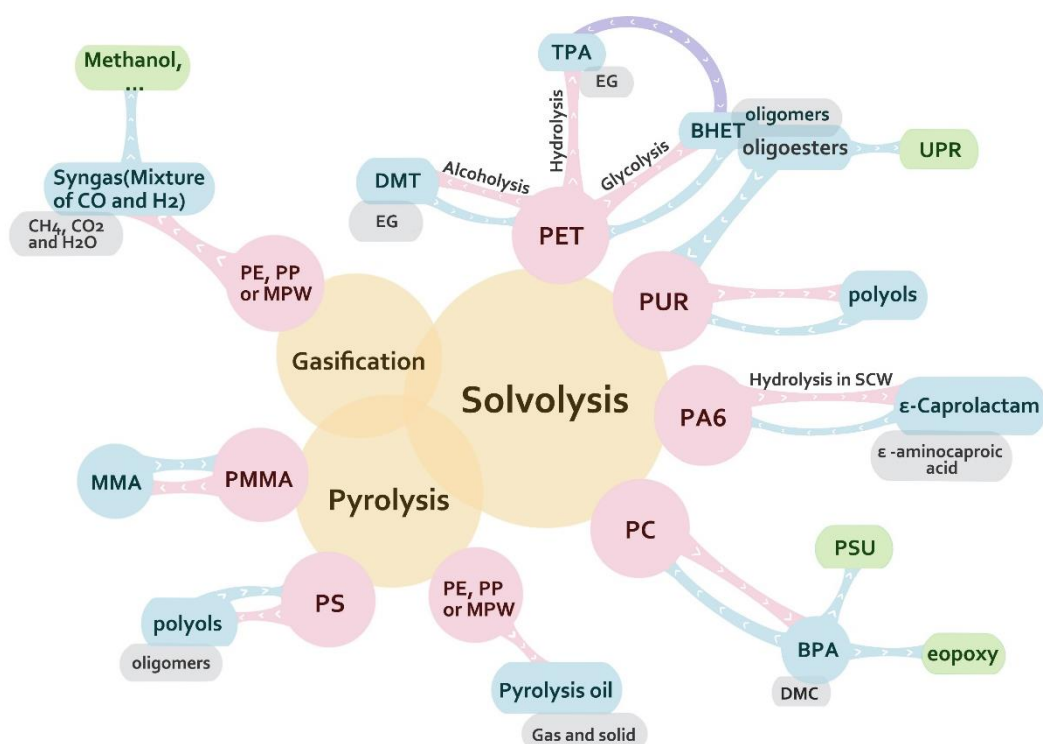 Methanol,
...
Syngas(Mixture
of CO and H2)
CH4, CO2
and H2O
PE, PP
or MPW
Gasification
TPA
EG
Hydrolysis
DMT
EG
Alcoholysis
Glycolysis
BHET
oligomers
oligoesters
UPR
PET
PUR
polyols
Solvolysis
PA6
Hydrolysis in SCW
ε-Caprolactam
ε -aminocaproic
acid
MMA
PMMA
Pyrolysis
PC
PSU
BPA
DMC
eopoxy
PS
polyols
oligomers
PE, PP
or MPW
Pyrolysis oil
Gas and solid